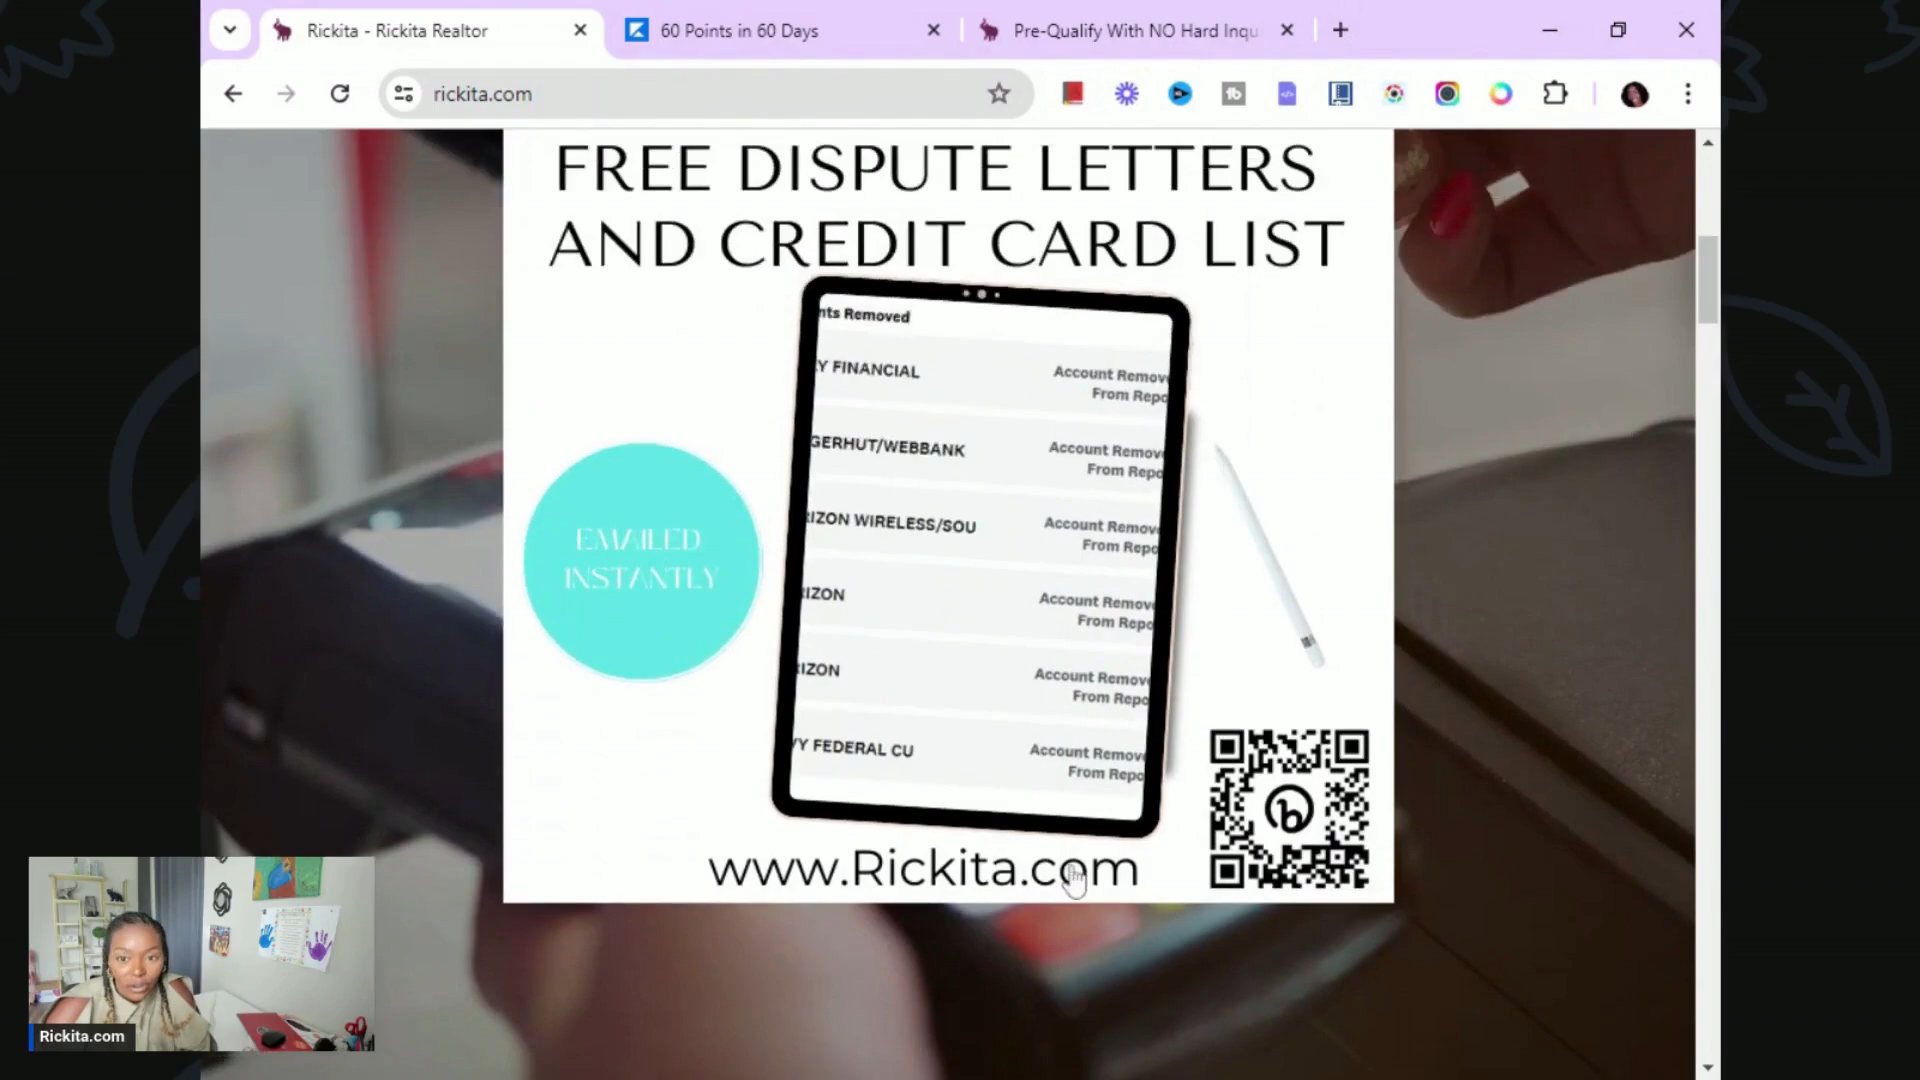 Rickita - Rickita Realtor
60 Points in 60 Days
Pre-Qualify With NO Hard Inqu
rickita.com
FREE DISPUTE LETTERS
AND CREDIT CARD LIST
nts Removed
Y FINANCIAL
Account Remov
From Repo
GERHUT/WEBBANK
Account Remov
From Repo
IZON WIRELESS/SOU
Account Remov
From Repo
IZON
Account Remov
From Repo
IZON
Account Remov
From Repo
Y FEDERAL CU
Account Remov
From Repo
EMAILED
INSTANTLY
www.Rickita.com
Rickita.com